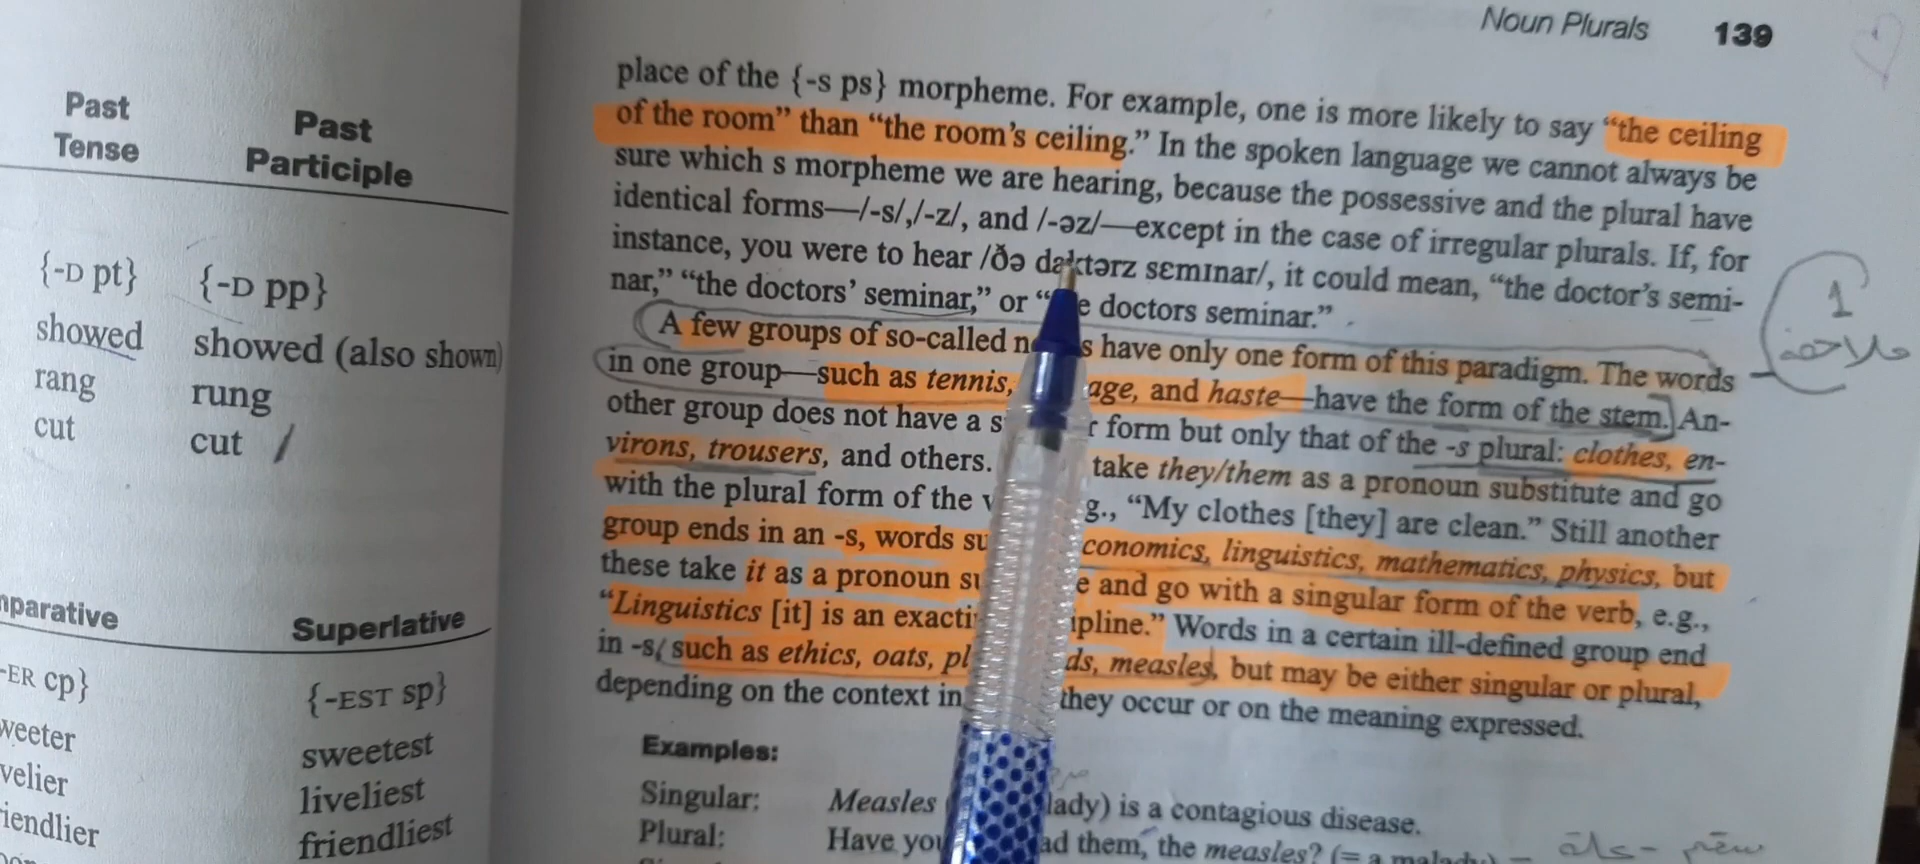 Past
Tense
Past
Participle
{-D pt}
{-D pp}
showed
showed (also shown)
rang
rung
cut
cut
Superlative
{-EST sp}
sweetest
liveliest
friendliest
Noun Plurals 139
place of the {-s ps} morpheme. For example, one is more likely to say “the ceiling
of the room” than “the room’s ceiling.” In the spoken language we cannot always be
sure which s morpheme we are hearing, because the possessive and the plural have
identical forms—/-s/,/-z/, and /-əz/—except in the case of irregular plurals. If, for
instance, you were to hear /ðə daktərz sɛmɪnar/, it could mean, “the doctor’s semi-
nar,” “the doctors’ seminar,” or “ e doctors seminar.”
A few groups of so-called n s have only one form of this paradigm. The words
in one group—such as tennis, age, and haste—have the form of the stem. An-
other group does not have a s r form but only that of the -s plural: clothes, en-
virons, trousers, and others. take they/them as a pronoun substitute and go
with the plural form of the v g., “My clothes [they] are clean.” Still another
group ends in an -s, words su conomics, linguistics, mathematics, physics, but
these take it as a pronoun su e and go with a singular form of the verb, e.g.,
“Linguistics [it] is an exacti ipline.” Words in a certain ill-defined group end
in -s, such as ethics, oats, pl ds, measles, but may be either singular or plural,
depending on the context in they occur or on the meaning expressed.
Examples:
Singular: Measles lady) is a contagious disease.
Plural: Have you ad them, the measles? (= a malady)
1